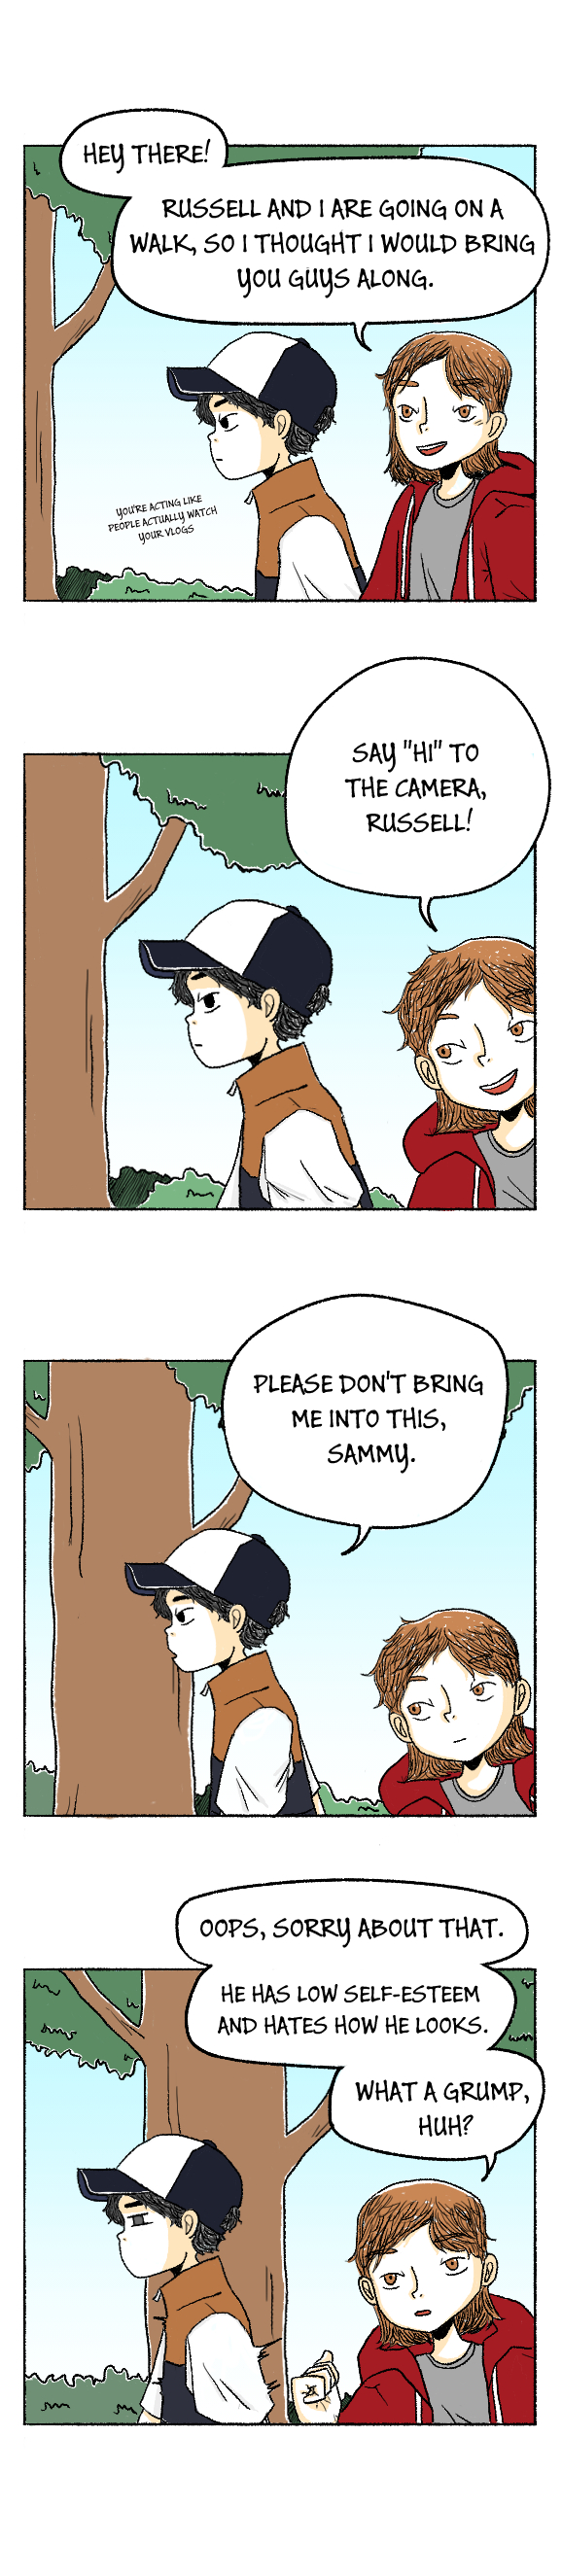 HEY THERE!
RUSSELL AND I ARE GOING ON A
WALK, SO I THOUGHT I WOULD BRING
YOU GUYS ALONG.
YOU'RE ACTING LIKE
PEOPLE ACTUALLY WATCH
YOUR VLOGS
SAY "HI" TO
THE CAMERA,
RUSSELL!
PLEASE DON'T BRING
ME INTO THIS,
SAMMY.
OOPS, SORRY ABOUT THAT.
HE HAS LOW SELF-ESTEEM
AND HATES HOW HE LOOKS.
WHAT A GRUMP,
HUH?